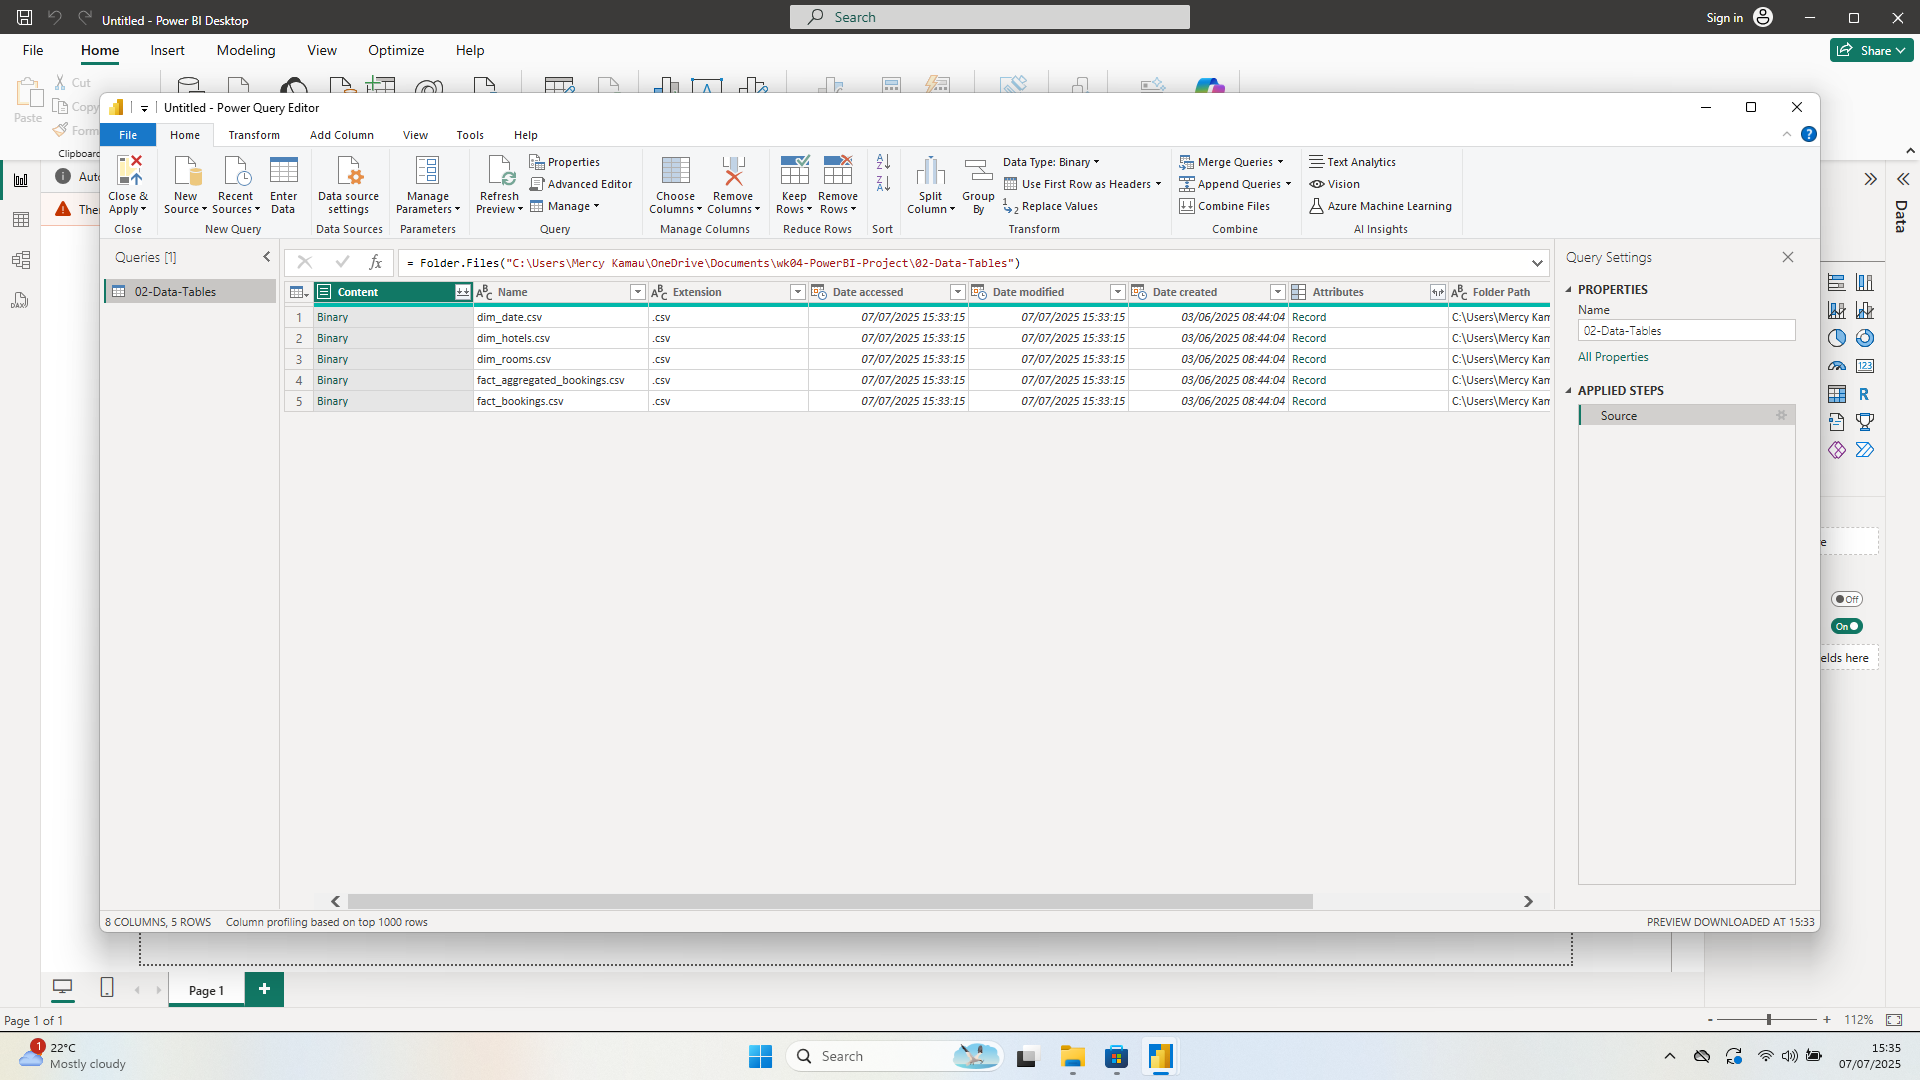 Untitled - Power BI Desktop
Search
Sign in
File
Home
Insert
Modeling
View
Optimize
Help
Share
Paste
Cut
Copy
Form
Clipboard
Auto
Ther
Untitled - Power Query Editor
File
Home
Transform
Add Column
View
Tools
Help
Close &
Apply
Close
New
Source
Recent
Sources
Enter
Data
New Query
Data source
settings
Data Sources
Manage
Parameters
Parameters
Refresh
Preview
Properties
Advanced Editor
Manage
Query
Choose
Columns
Remove
Columns
Manage Columns
Keep
Rows
Remove
Rows
Reduce Rows
Sort
Split
Column
Group
By
Data Type: Binary
Use First Row as Headers
Replace Values
Transform
Merge Queries
Append Queries
Combine Files
Combine
Text Analytics
Vision
Azure Machine Learning
AI Insights
Queries [1]
02-Data-Tables
fx
= Folder.Files("C:\Users\Mercy Kamau\OneDrive\Documents\wk04-PowerBI-Project\02-Data-Tables")
Content Name Extension Date accessed Date modified Date created Attributes Folder Path
1 Binary dim_date.csv .csv 07/07/2025 15:33:15 07/07/2025 15:33:15 03/06/2025 08:44:04 Record C:\Users\Mercy Kam
2 Binary dim_hotels.csv .csv 07/07/2025 15:33:15 07/07/2025 15:33:15 03/06/2025 08:44:04 Record C:\Users\Mercy Kam
3 Binary dim_rooms.csv .csv 07/07/2025 15:33:15 07/07/2025 15:33:15 03/06/2025 08:44:04 Record C:\Users\Mercy Kam
4 Binary fact_aggregated_bookings.csv .csv 07/07/2025 15:33:15 07/07/2025 15:33:15 03/06/2025 08:44:04 Record C:\Users\Mercy Kam
5 Binary fact_bookings.csv .csv 07/07/2025 15:33:15 07/07/2025 15:33:15 03/06/2025 08:44:04 Record C:\Users\Mercy Kam
Query Settings
PROPERTIES
Name
02-Data-Tables
All Properties
APPLIED STEPS
Source
Data
123
R
e
Off
On
elds here
8 COLUMNS, 5 ROWS
Column profiling based on top 1000 rows
PREVIEW DOWNLOADED AT 15:33
Page 1
+
Page 1 of 1
- + 112%
1
22°C
Mostly cloudy
Search
15:35
07/07/2025